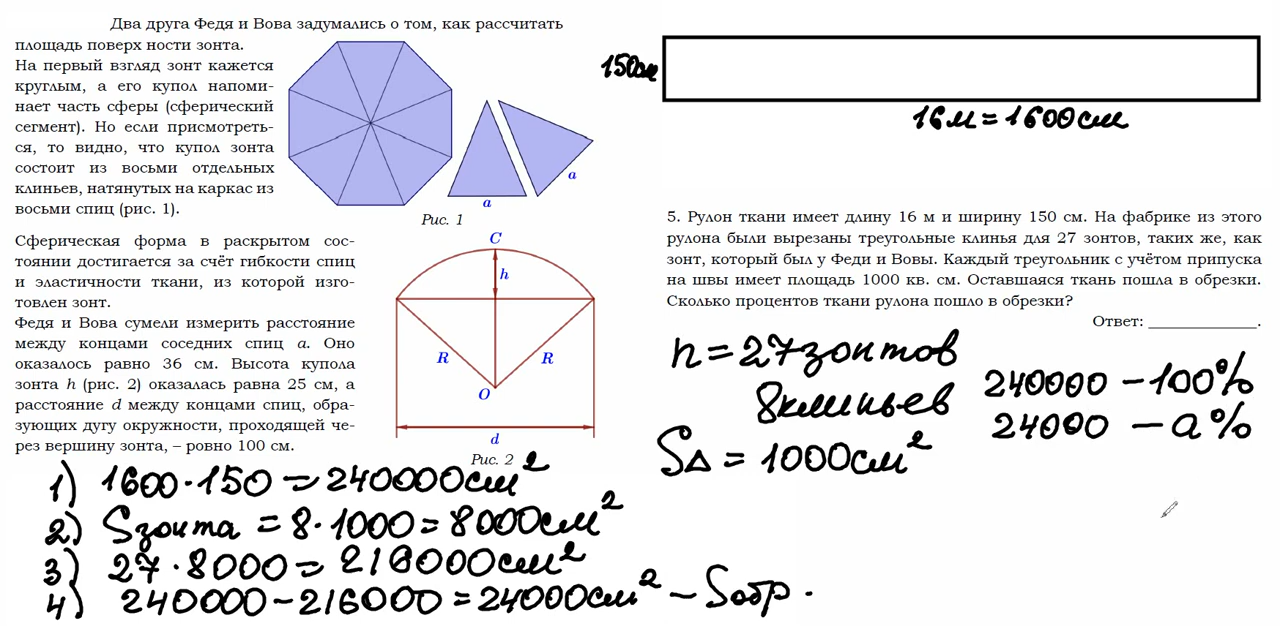 Два друга Федя и Вова задумались о том, как рассчитать
площадь поверх ности зонта.
На первый взгляд зонт кажется
круглым, а его купол напоми-
нает часть сферы (сферический
сегмент). Но если присмотреть-
ся, то видно, что купол зонта
состоит из восьми отдельных
клиньев, натянутых на каркас из
восьми спиц (рис. 1).
a
a
Рис. 1
Сферическая форма в раскрытом сос-
тоянии достигается за счёт гибкости спиц
и эластичности ткани, из которой изго-
товлен зонт.
Федя и Вова сумели измерить расстояние
между концами соседних спиц a. Оно
оказалось равно 36 см. Высота купола
зонта h (рис. 2) оказалась равна 25 см, а
расстояние d между концами спиц, обра-
зующих дугу окружности, проходящей че-
рез вершину зонта, – ровно 100 см.
C
h
R
R
O
d
Рис. 2
150см
16м = 1600см
5. Рулон ткани имеет длину 16 м и ширину 150 см. На фабрике из этого
рулона были вырезаны треугольные клинья для 27 зонтов, таких же, как
зонт, который был у Феди и Вовы. Каждый треугольник с учётом припуска
на швы имеет площадь 1000 кв. см. Оставшаяся ткань пошла в обрезки.
Сколько процентов ткани рулона пошло в обрезки?
Ответ: ______________.
n = 27 зонтов
8 клиньев
S△ = 1000см²
240000 – 100%
24000 – a%
1) 1600·150 = 240000см²
2) Sзонта = 8·1000 = 8000см²
3) 27·8000 = 216000см²
4) 240000 – 216000 = 24000см² – Sобр.